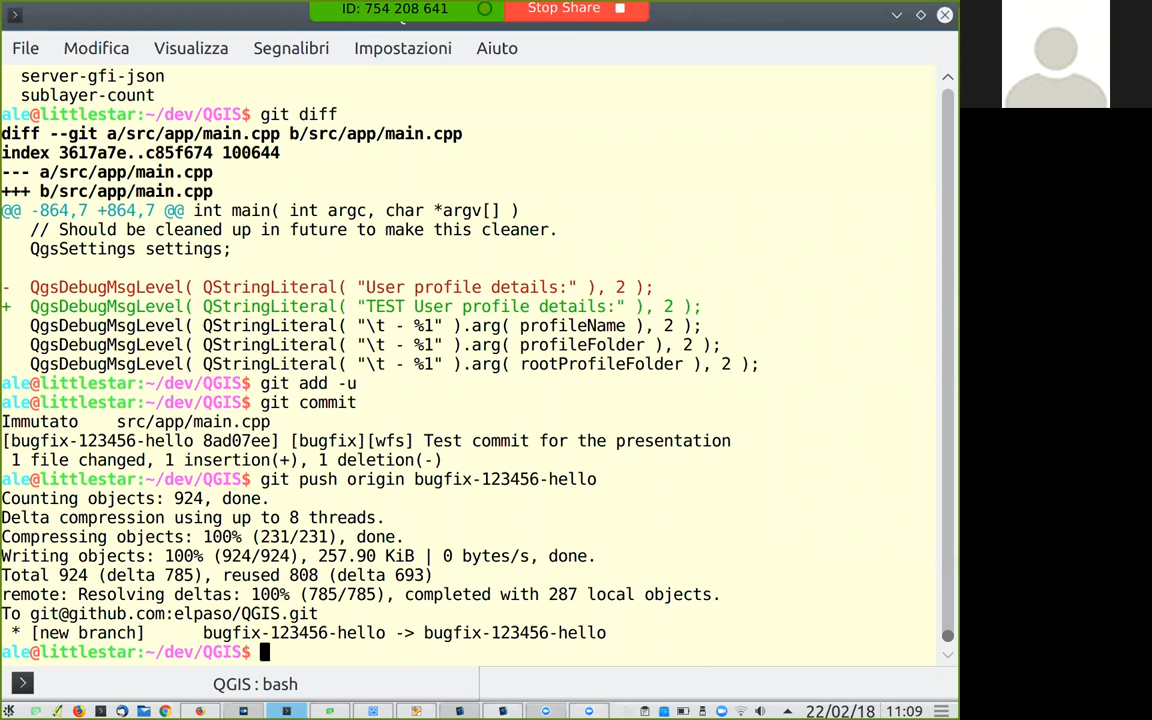 ID: 754 208 641
Stop Share
File Modifica Visualizza Segnalibri Impostazioni Aiuto
server-gfi-json
sublayer-count
ale@littlestar:~/dev/QGIS$ git diff
diff --git a/src/app/main.cpp b/src/app/main.cpp
index 3617a7e..c85f674 100644
--- a/src/app/main.cpp
+++ b/src/app/main.cpp
@@ -864,7 +864,7 @@ int main( int argc, char *argv[] )
// Should be cleaned up in future to make this cleaner.
QgsSettings settings;
- QgsDebugMsgLevel( QStringLiteral( "User profile details:" ), 2 );
+ QgsDebugMsgLevel( QStringLiteral( "TEST User profile details:" ), 2 );
QgsDebugMsgLevel( QStringLiteral( "\t - %1" ).arg( profileName ), 2 );
QgsDebugMsgLevel( QStringLiteral( "\t - %1" ).arg( profileFolder ), 2 );
QgsDebugMsgLevel( QStringLiteral( "\t - %1" ).arg( rootProfileFolder ), 2 );
ale@littlestar:~/dev/QGIS$ git add -u
ale@littlestar:~/dev/QGIS$ git commit
Immutato src/app/main.cpp
[bugfix-123456-hello 8ad07ee] [bugfix][wfs] Test commit for the presentation
1 file changed, 1 insertion(+), 1 deletion(-)
ale@littlestar:~/dev/QGIS$ git push origin bugfix-123456-hello
Counting objects: 924, done.
Delta compression using up to 8 threads.
Compressing objects: 100% (231/231), done.
Writing objects: 100% (924/924), 257.90 KiB | 0 bytes/s, done.
Total 924 (delta 785), reused 808 (delta 693)
remote: Resolving deltas: 100% (785/785), completed with 287 local objects.
To git@github.com:elpaso/QGIS.git
* [new branch] bugfix-123456-hello -> bugfix-123456-hello
ale@littlestar:~/dev/QGIS$
QGIS : bash
22/02/18 11:09